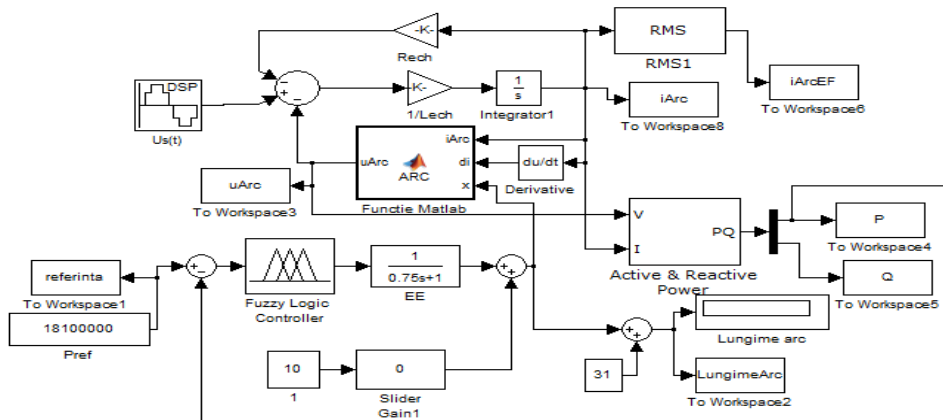 -K-
Rech
RMS
RMS1
iArcEF
To Workspace6
DSP
Us(t)
-K-
1/Lech
1
s
Integrator1
iArc
To Workspace8
uArc
ARC
iArc
di
x
Functie Matlab
du/dt
Derivative
uArc
To Workspace3
V
I
PQ
Active & Reactive
Power
P
To Workspace4
Q
To Workspace5
referinta
To Workspace1
18100000
Pref
Fuzzy Logic
Controller
1
0.75s+1
EE
10
1
0
Slider
Gain1
31
Lungime arc
LungimeArc
To Workspace2